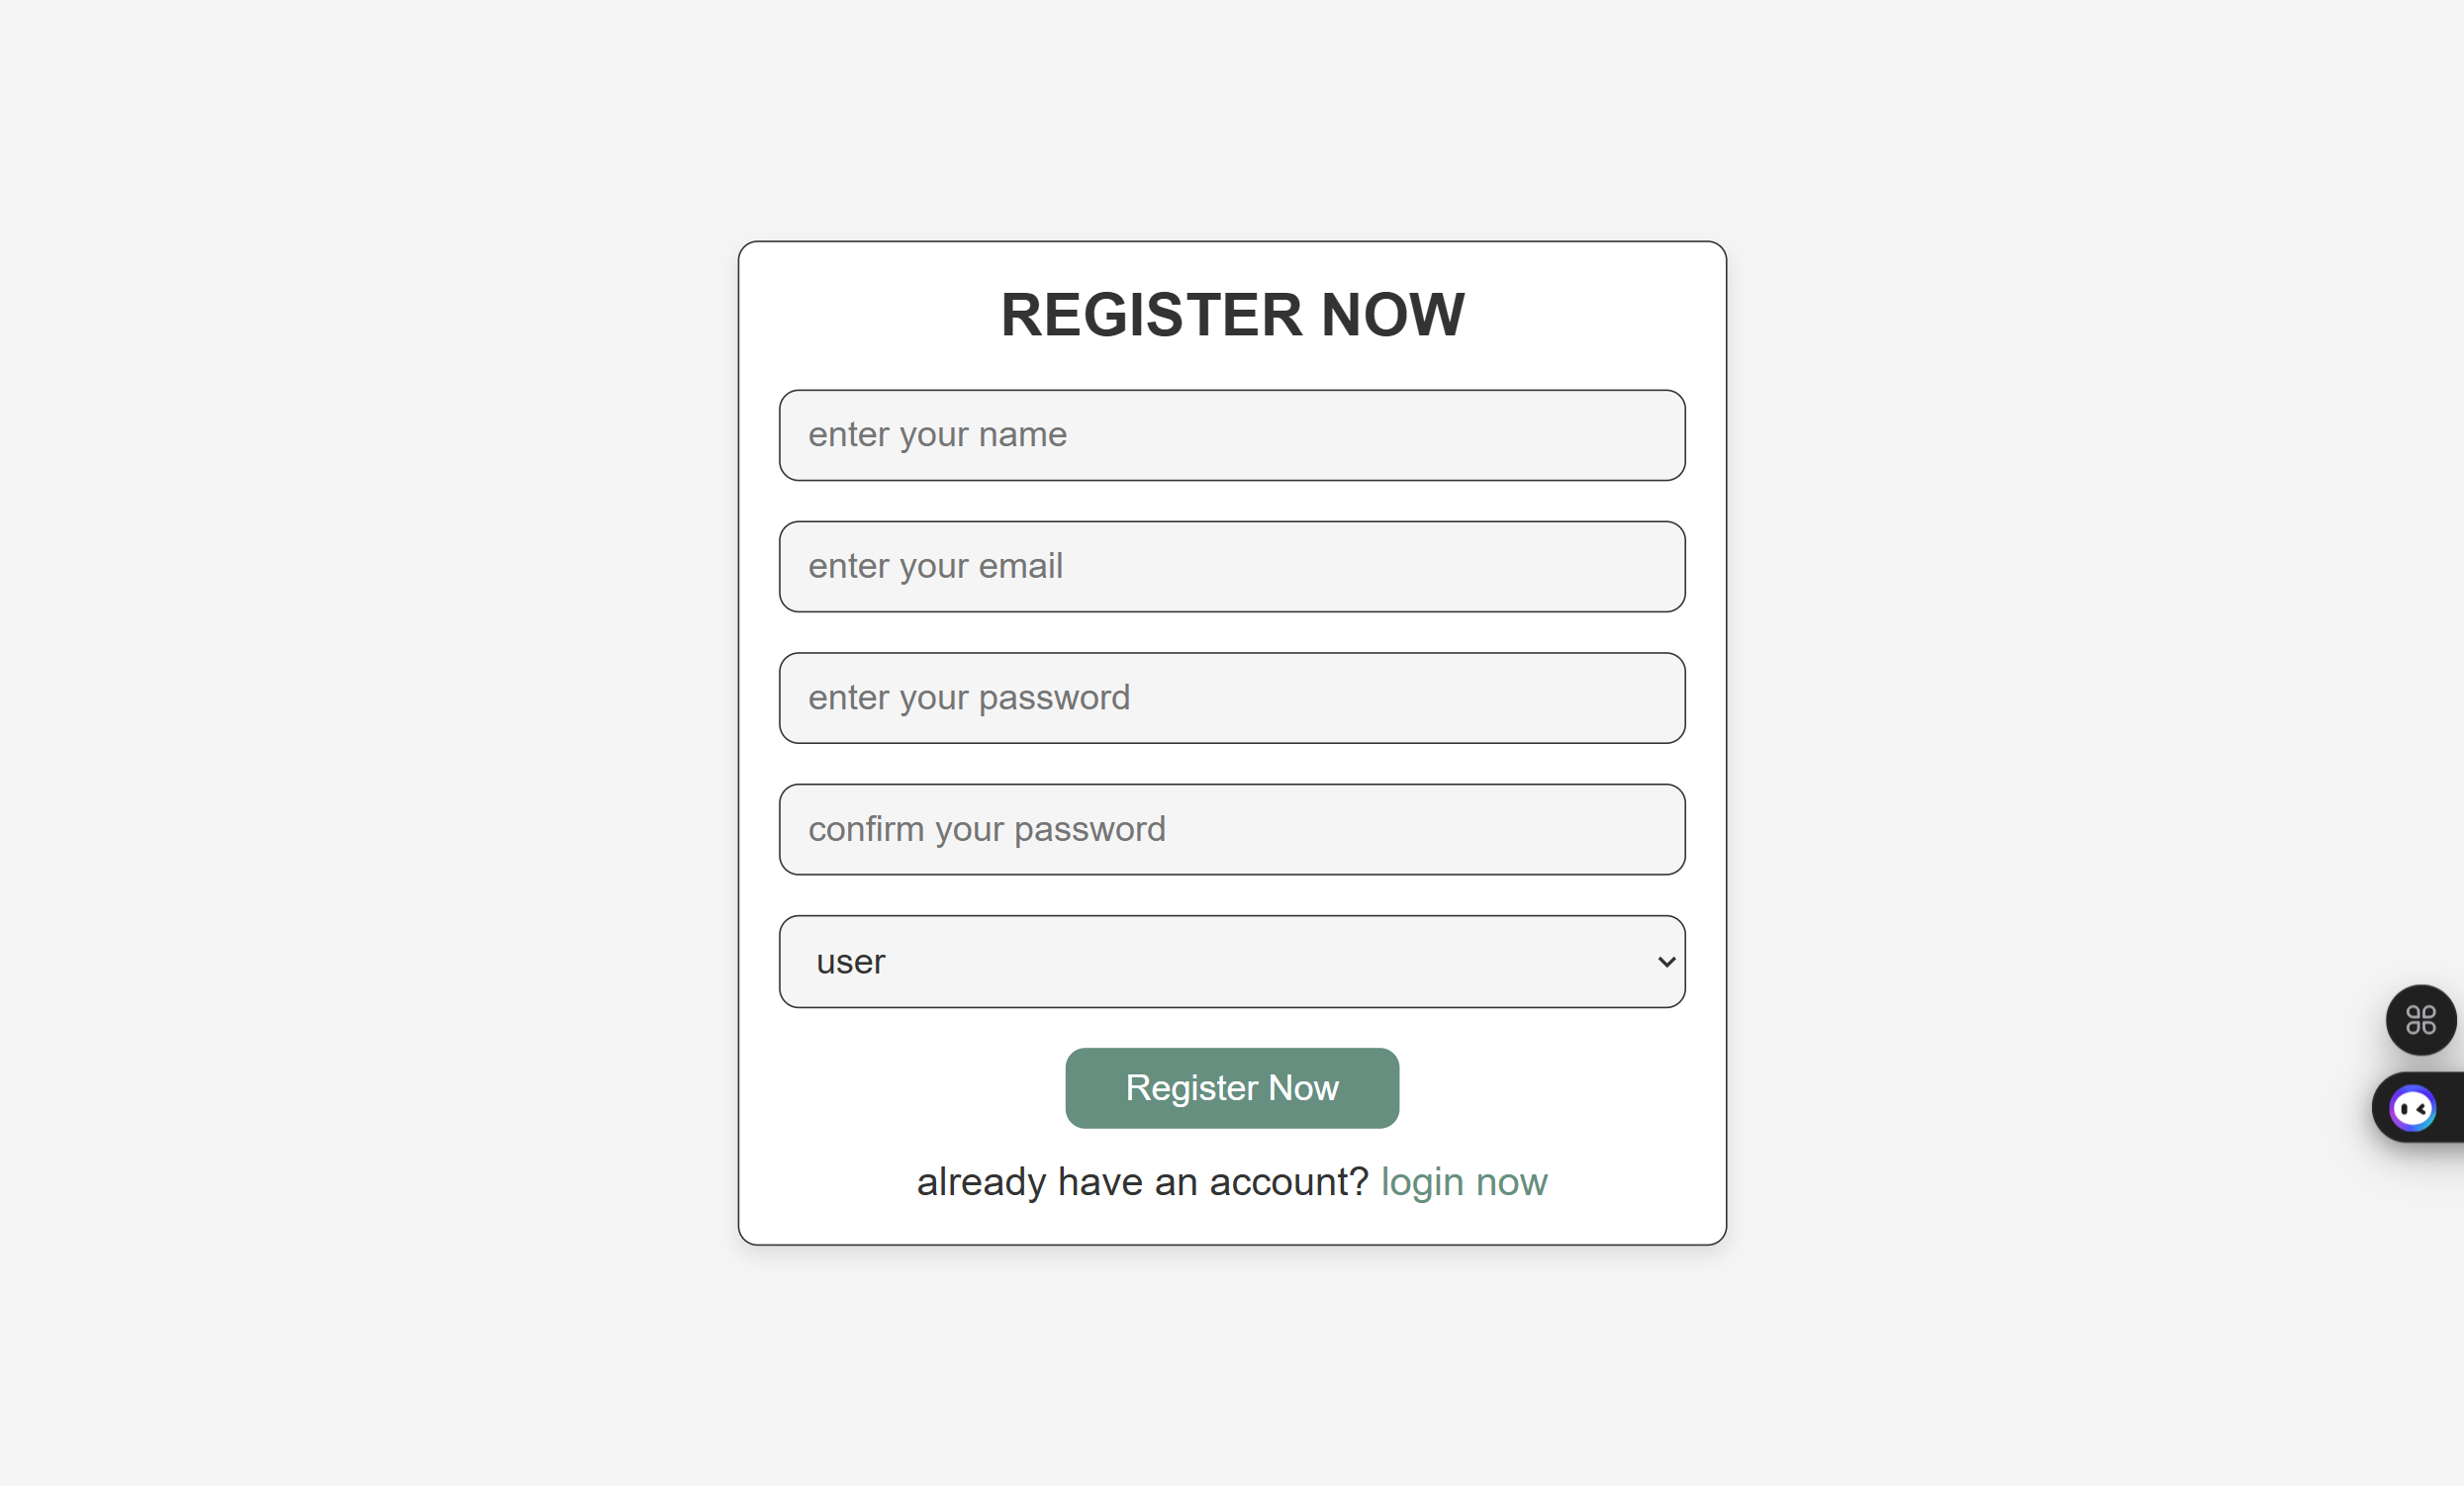 REGISTER NOW
enter your name
enter your email
enter your password
confirm your password
user
Register Now
already have an account? login now